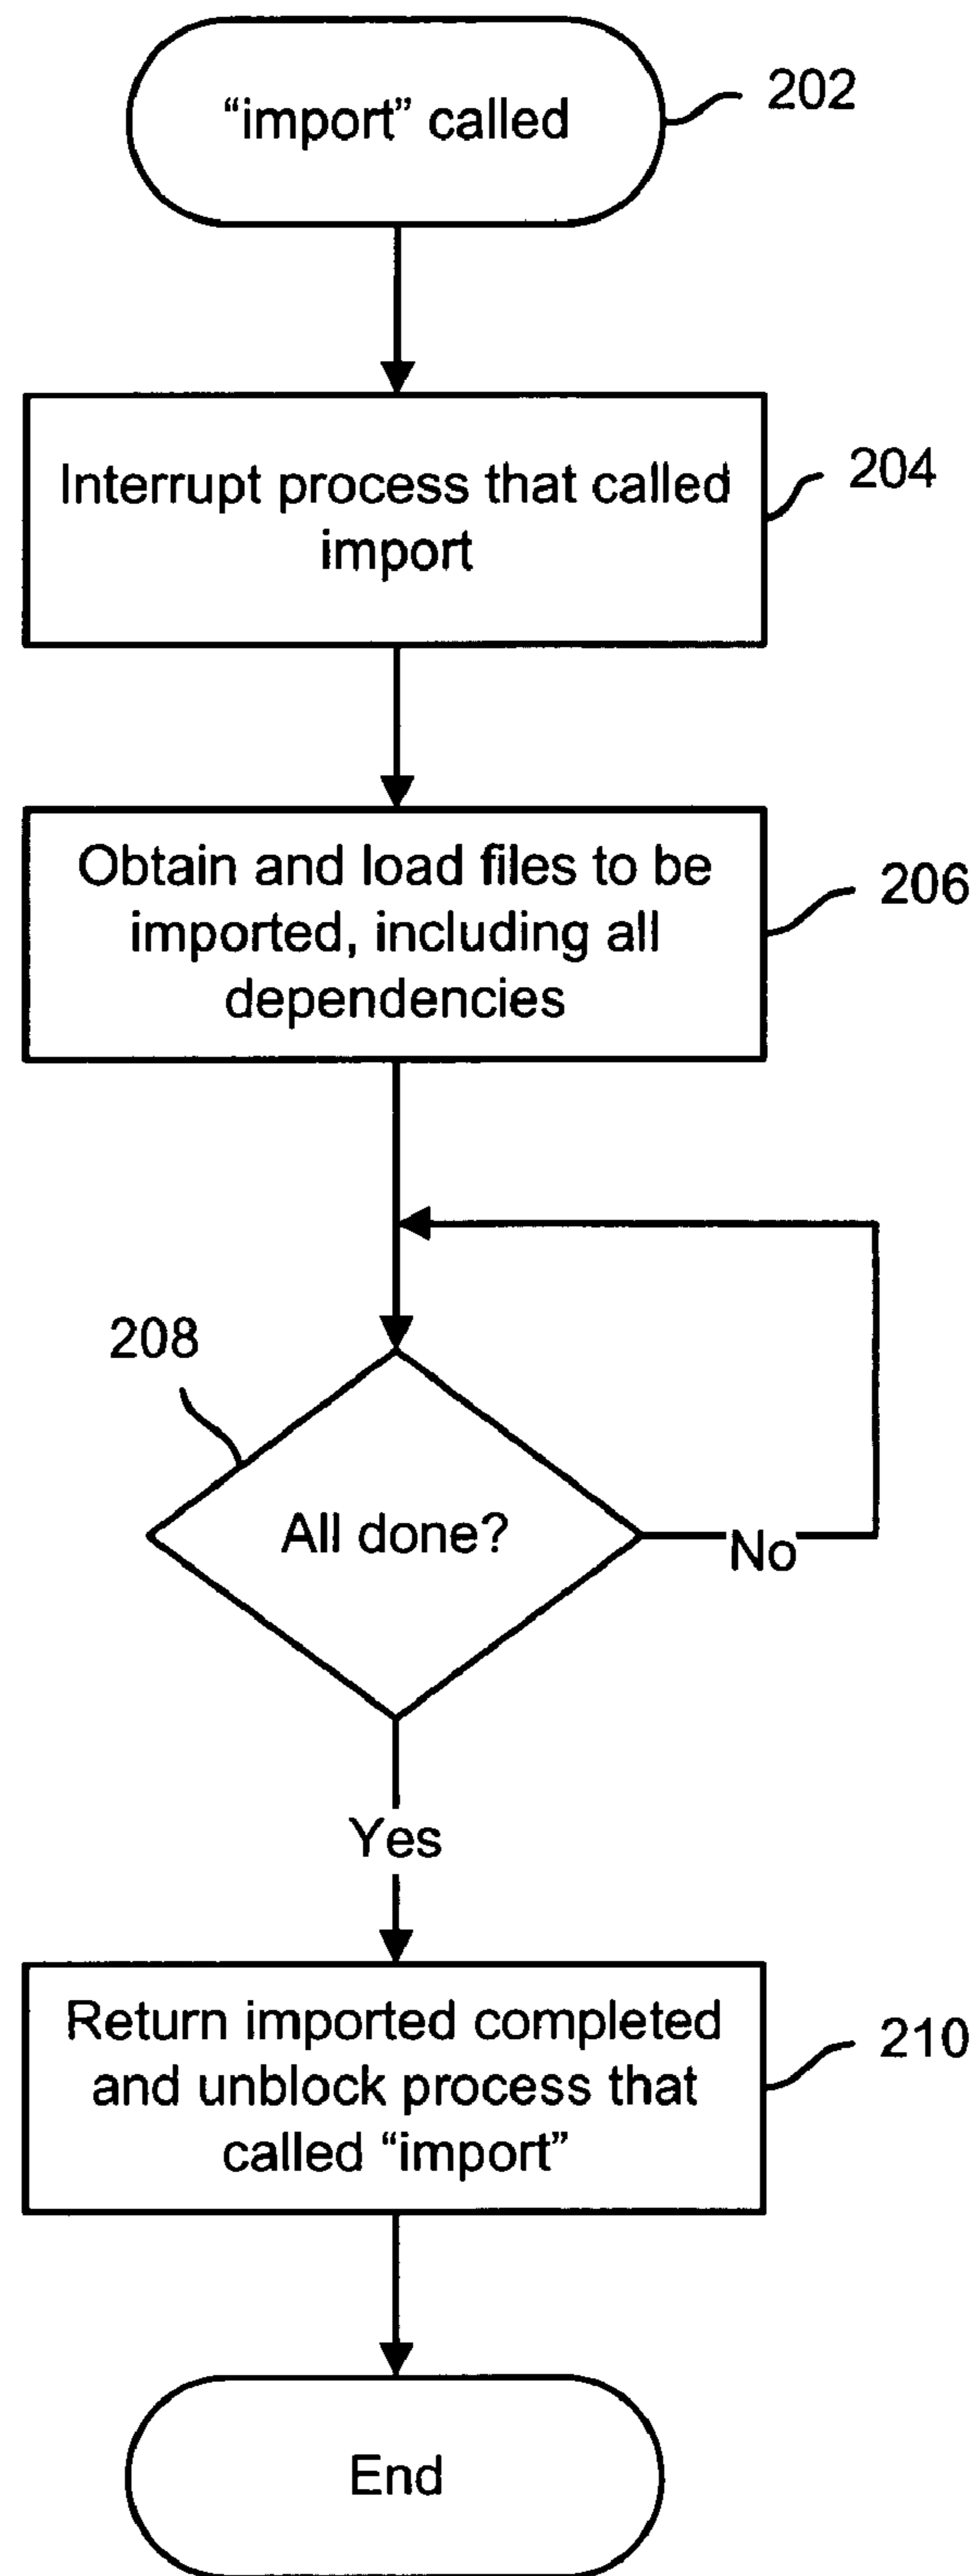 “import” called
202
Interrupt process that called
import
204
Obtain and load files to be
imported, including all
dependencies
206
208
All done?
No
Yes
Return imported completed
and unblock process that
called “import”
210
End